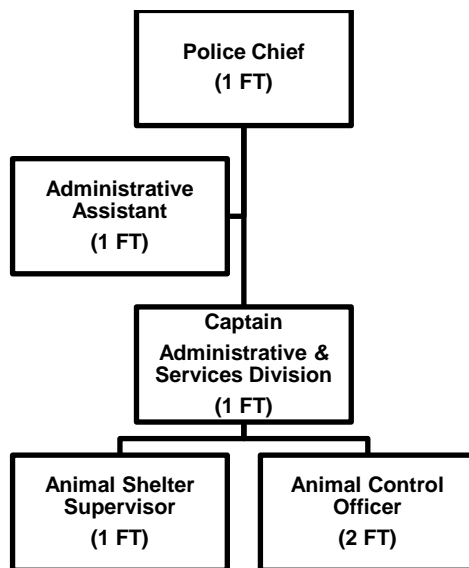 Police Chief
(1 FT)
Administrative
Assistant
(1 FT)
Captain
Administrative &
Services Division
(1 FT)
Animal Shelter
Supervisor
(1 FT)
Animal Control
Officer
(2 FT)